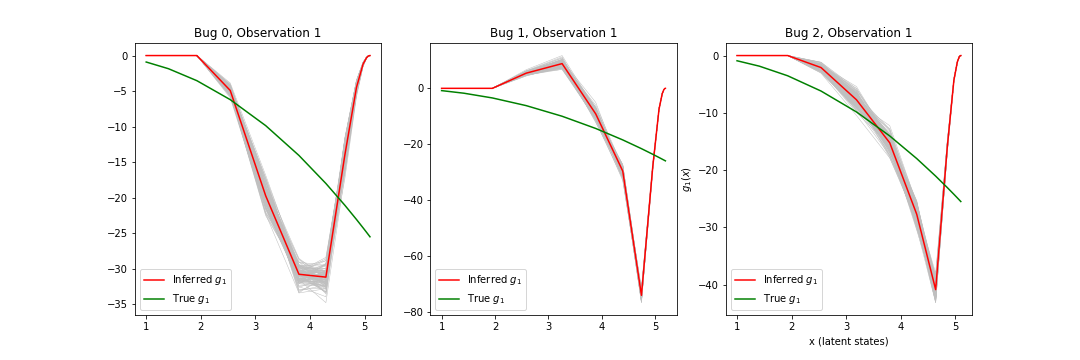 Bug 0, Observation 1
0
−5
−10
−15
−20
−25
−30
−35
1 2 3 4 5
Inferred g₁
True g₁
Bug 1, Observation 1
0
−20
−40
−60
−80
1 2 3 4 5
Inferred g₁
True g₁
Bug 2, Observation 1
g₁(x)
0
−10
−20
−30
−40
1 2 3 4 5
x (latent states)
Inferred g₁
True g₁